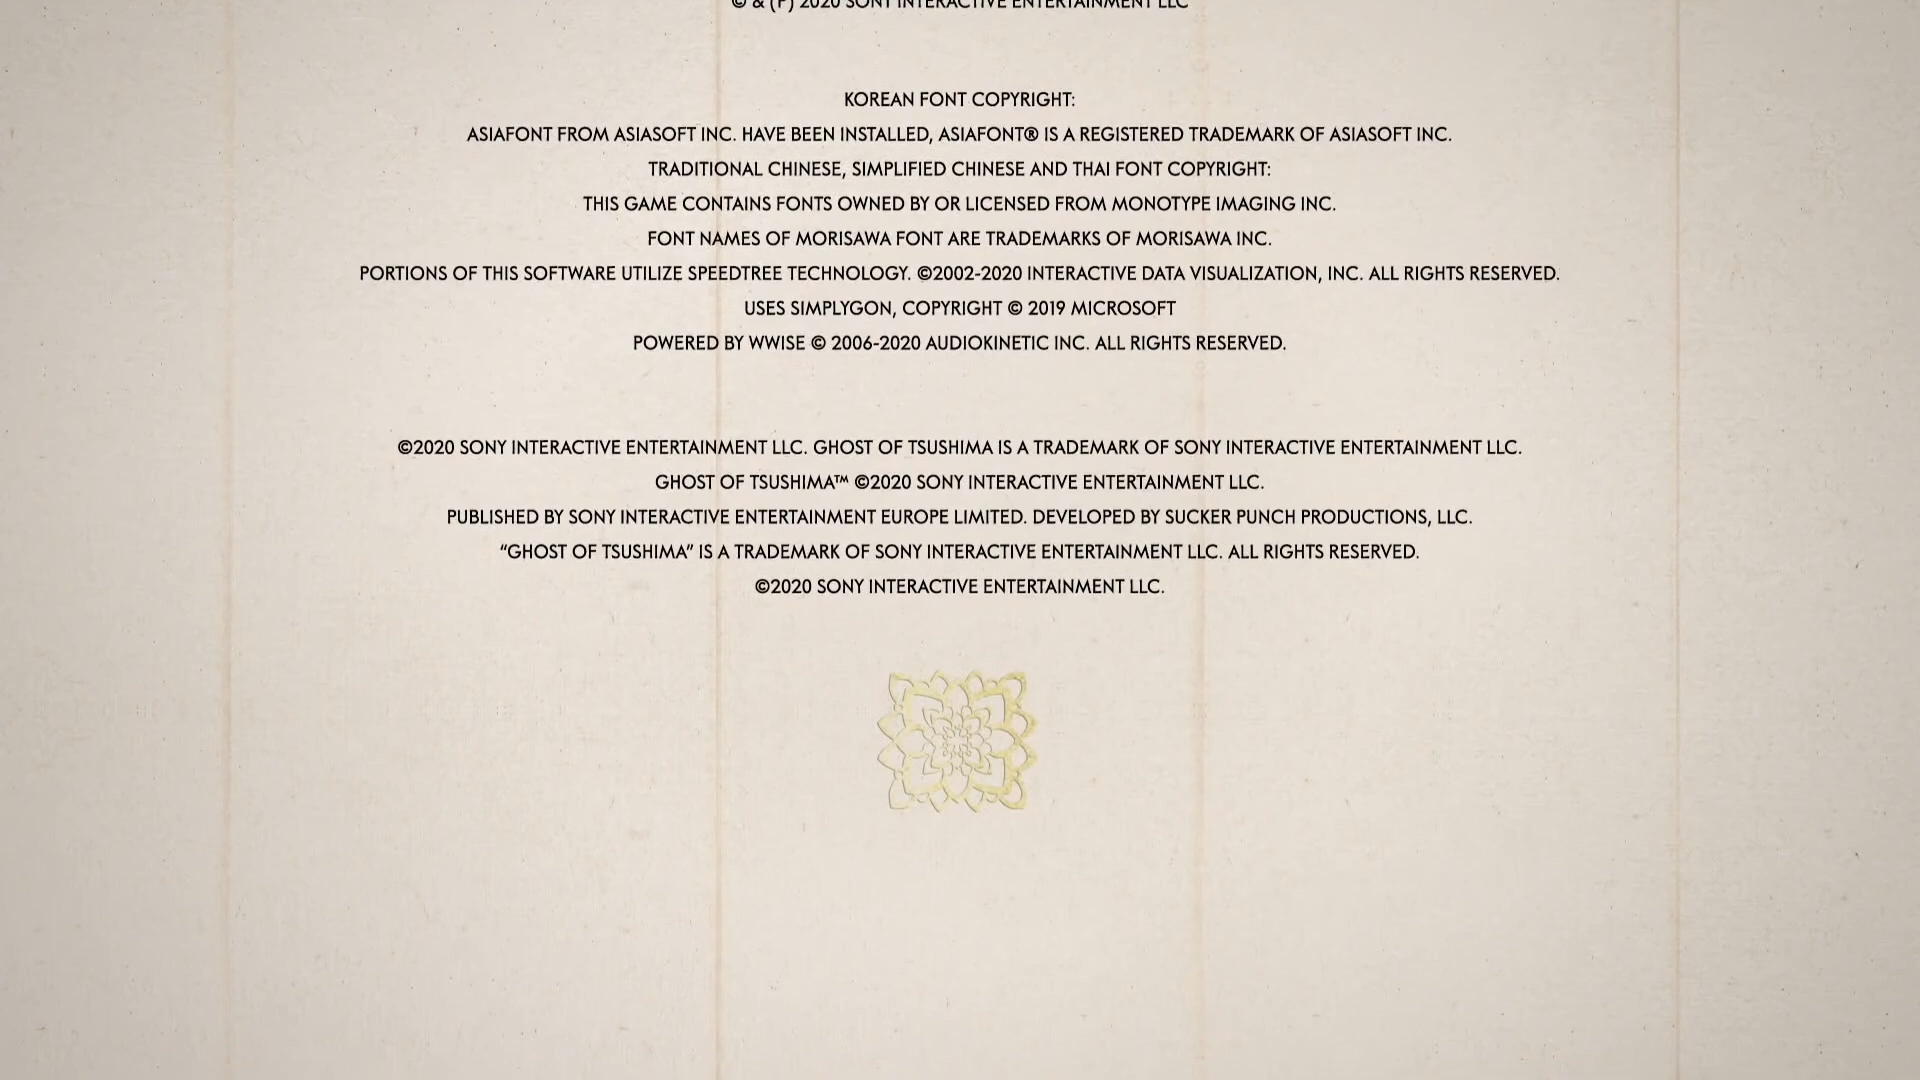 © & (P) 2020 SONY INTERACTIVE ENTERTAINMENT LLC
KOREAN FONT COPYRIGHT:
ASIAFONT FROM ASIASOFT INC. HAVE BEEN INSTALLED, ASIAFONT® IS A REGISTERED TRADEMARK OF ASIASOFT INC.
TRADITIONAL CHINESE, SIMPLIFIED CHINESE AND THAI FONT COPYRIGHT:
THIS GAME CONTAINS FONTS OWNED BY OR LICENSED FROM MONOTYPE IMAGING INC.
FONT NAMES OF MORISAWA FONT ARE TRADEMARKS OF MORISAWA INC.
PORTIONS OF THIS SOFTWARE UTILIZE SPEEDTREE TECHNOLOGY. ©2002-2020 INTERACTIVE DATA VISUALIZATION, INC. ALL RIGHTS RESERVED.
USES SIMPLYGON, COPYRIGHT © 2019 MICROSOFT
POWERED BY WWISE © 2006-2020 AUDIOKINETIC INC. ALL RIGHTS RESERVED.
©2020 SONY INTERACTIVE ENTERTAINMENT LLC. GHOST OF TSUSHIMA IS A TRADEMARK OF SONY INTERACTIVE ENTERTAINMENT LLC.
GHOST OF TSUSHIMA™ ©2020 SONY INTERACTIVE ENTERTAINMENT LLC.
PUBLISHED BY SONY INTERACTIVE ENTERTAINMENT EUROPE LIMITED. DEVELOPED BY SUCKER PUNCH PRODUCTIONS, LLC.
“GHOST OF TSUSHIMA” IS A TRADEMARK OF SONY INTERACTIVE ENTERTAINMENT LLC. ALL RIGHTS RESERVED.
©2020 SONY INTERACTIVE ENTERTAINMENT LLC.